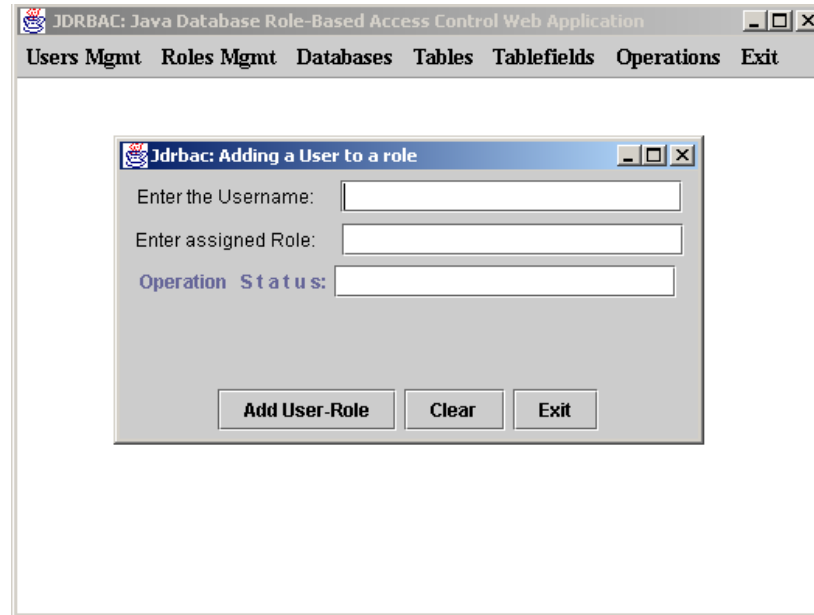 JDRBAC: Java Database Role-Based Access Control Web Application
Users Mgmt Roles Mgmt Databases Tables Tablefields Operations Exit
Jdrbac: Adding a User to a role
Enter the Username:
Enter assigned Role:
Operation Status:
Add User-Role Clear Exit